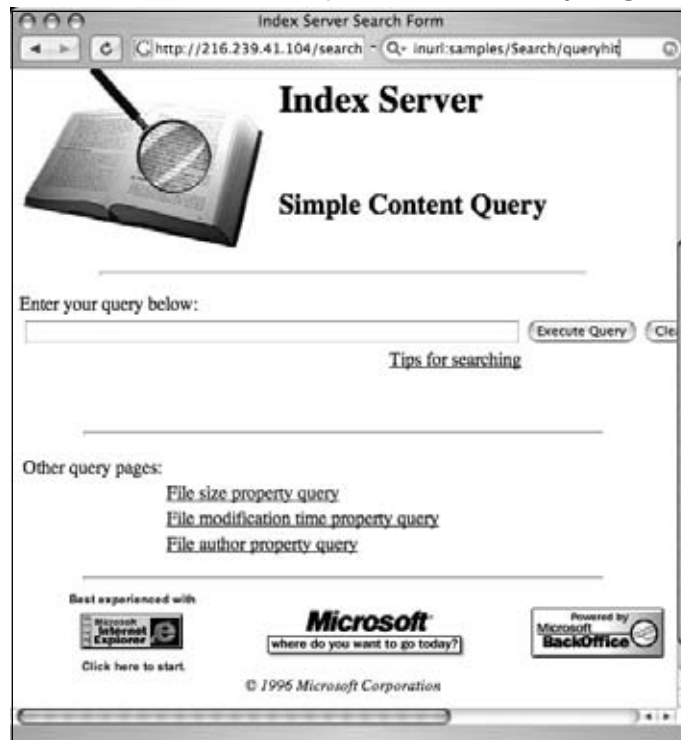 Index Server Search Form
http://216.239.41.104/search inurl:samples/Search/queryhit
Index Server
Simple Content Query
Enter your query below:
Execute Query Cle
Tips for searching
Other query pages:
File size property query
File modification time property query
File author property query
Best experienced with
Microsoft
Internet
Explorer
Click here to start.
Microsoft
where do you want to go today?
Powered by
Microsoft
BackOffice
© 1996 Microsoft Corporation